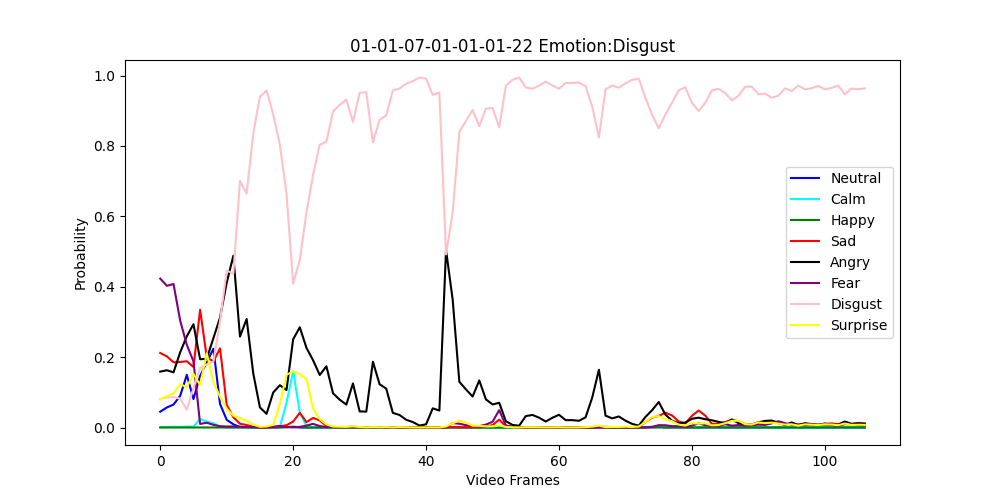 01-01-07-01-01-01-22 Emotion:Disgust
Probability
1.0
0.8
0.6
0.4
0.2
0.0
0
20
40
60
80
100
Video Frames
Neutral
Calm
Happy
Sad
Angry
Fear
Disgust
Surprise